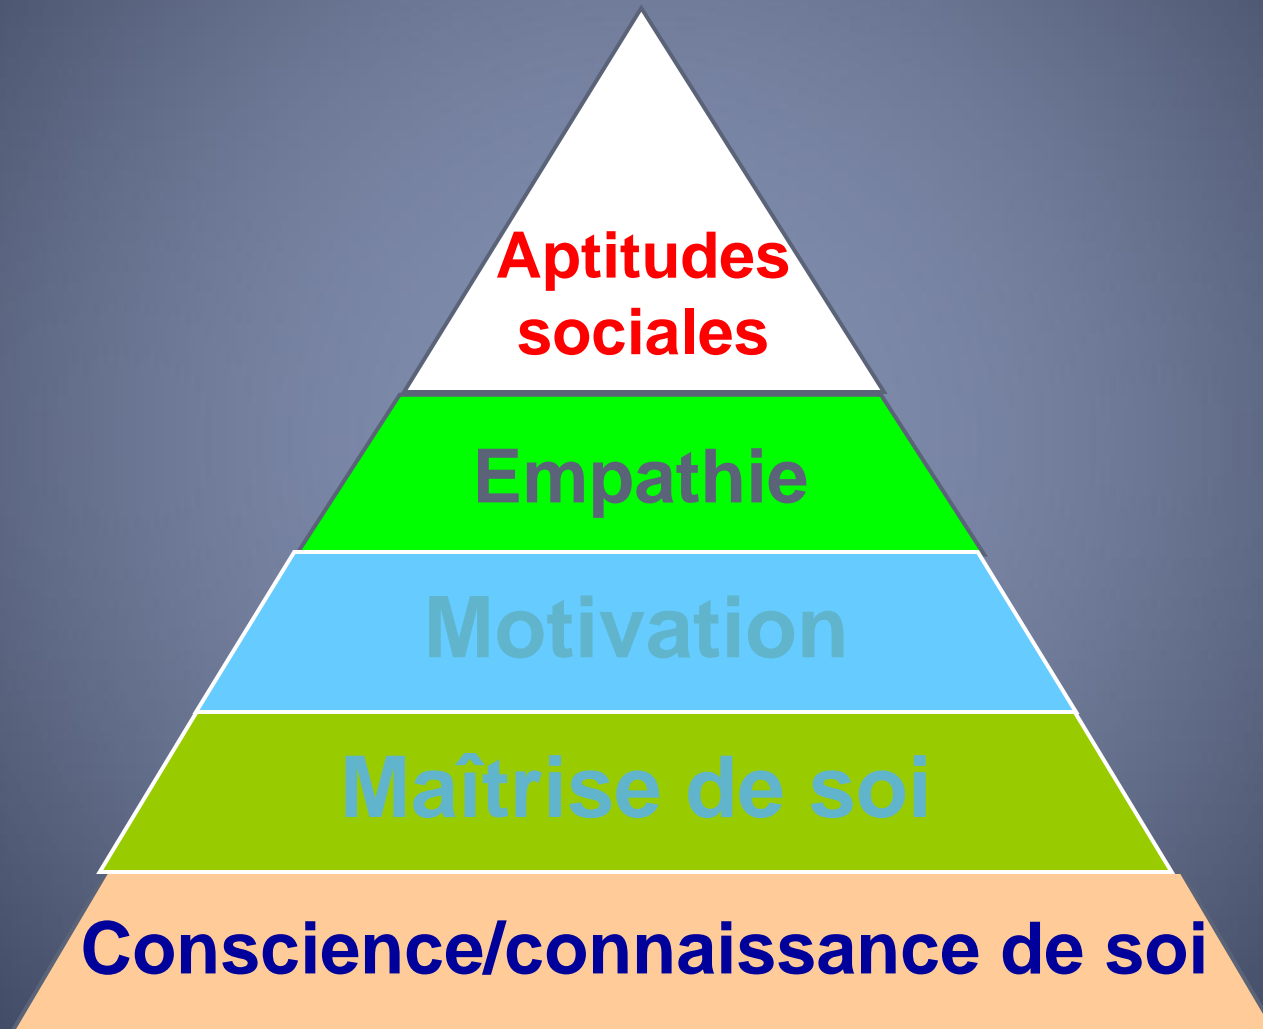 Aptitudes
sociales
Empathie
Motivation
Maîtrise de soi
Conscience/connaissance de soi